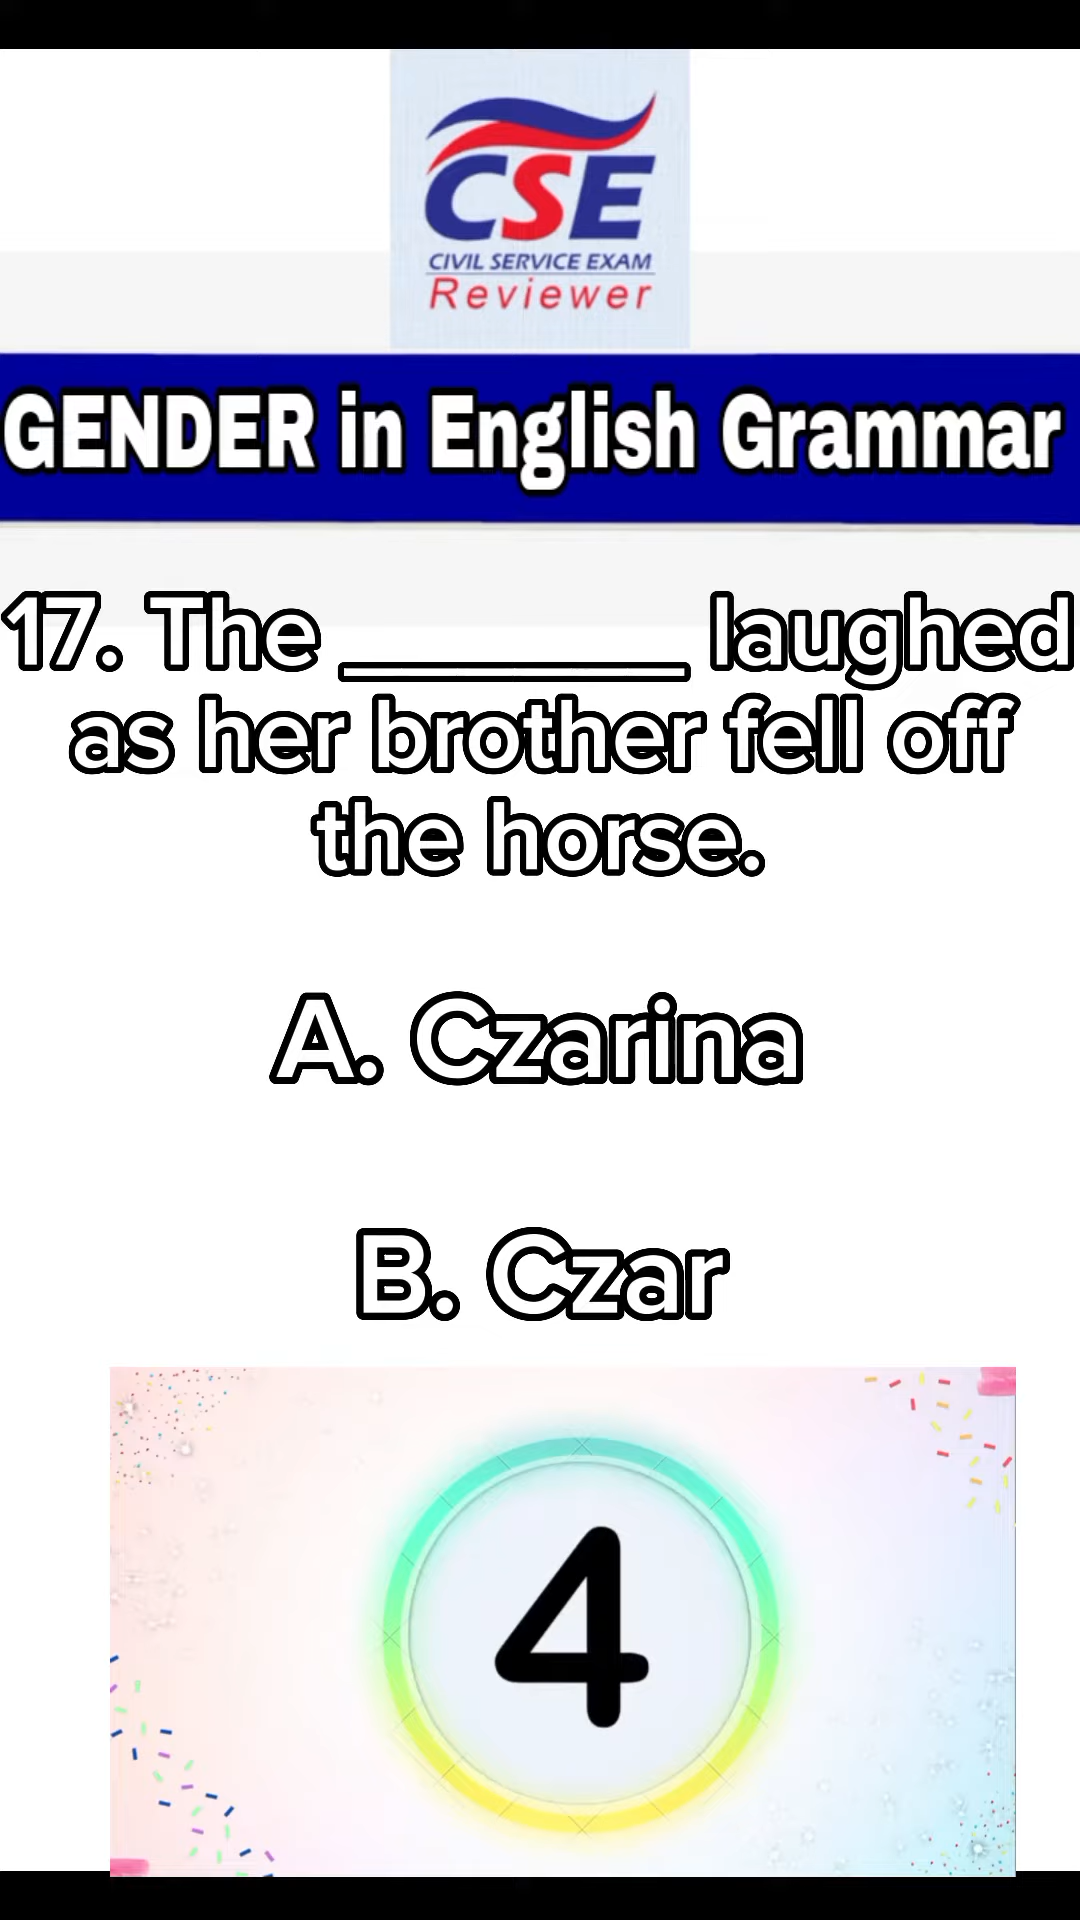 CSE
CIVIL SERVICE EXAM
Reviewer
GENDER in English Grammar
17. The ________ laughed
as her brother fell off
the horse.
A. Czarina
B. Czar
4